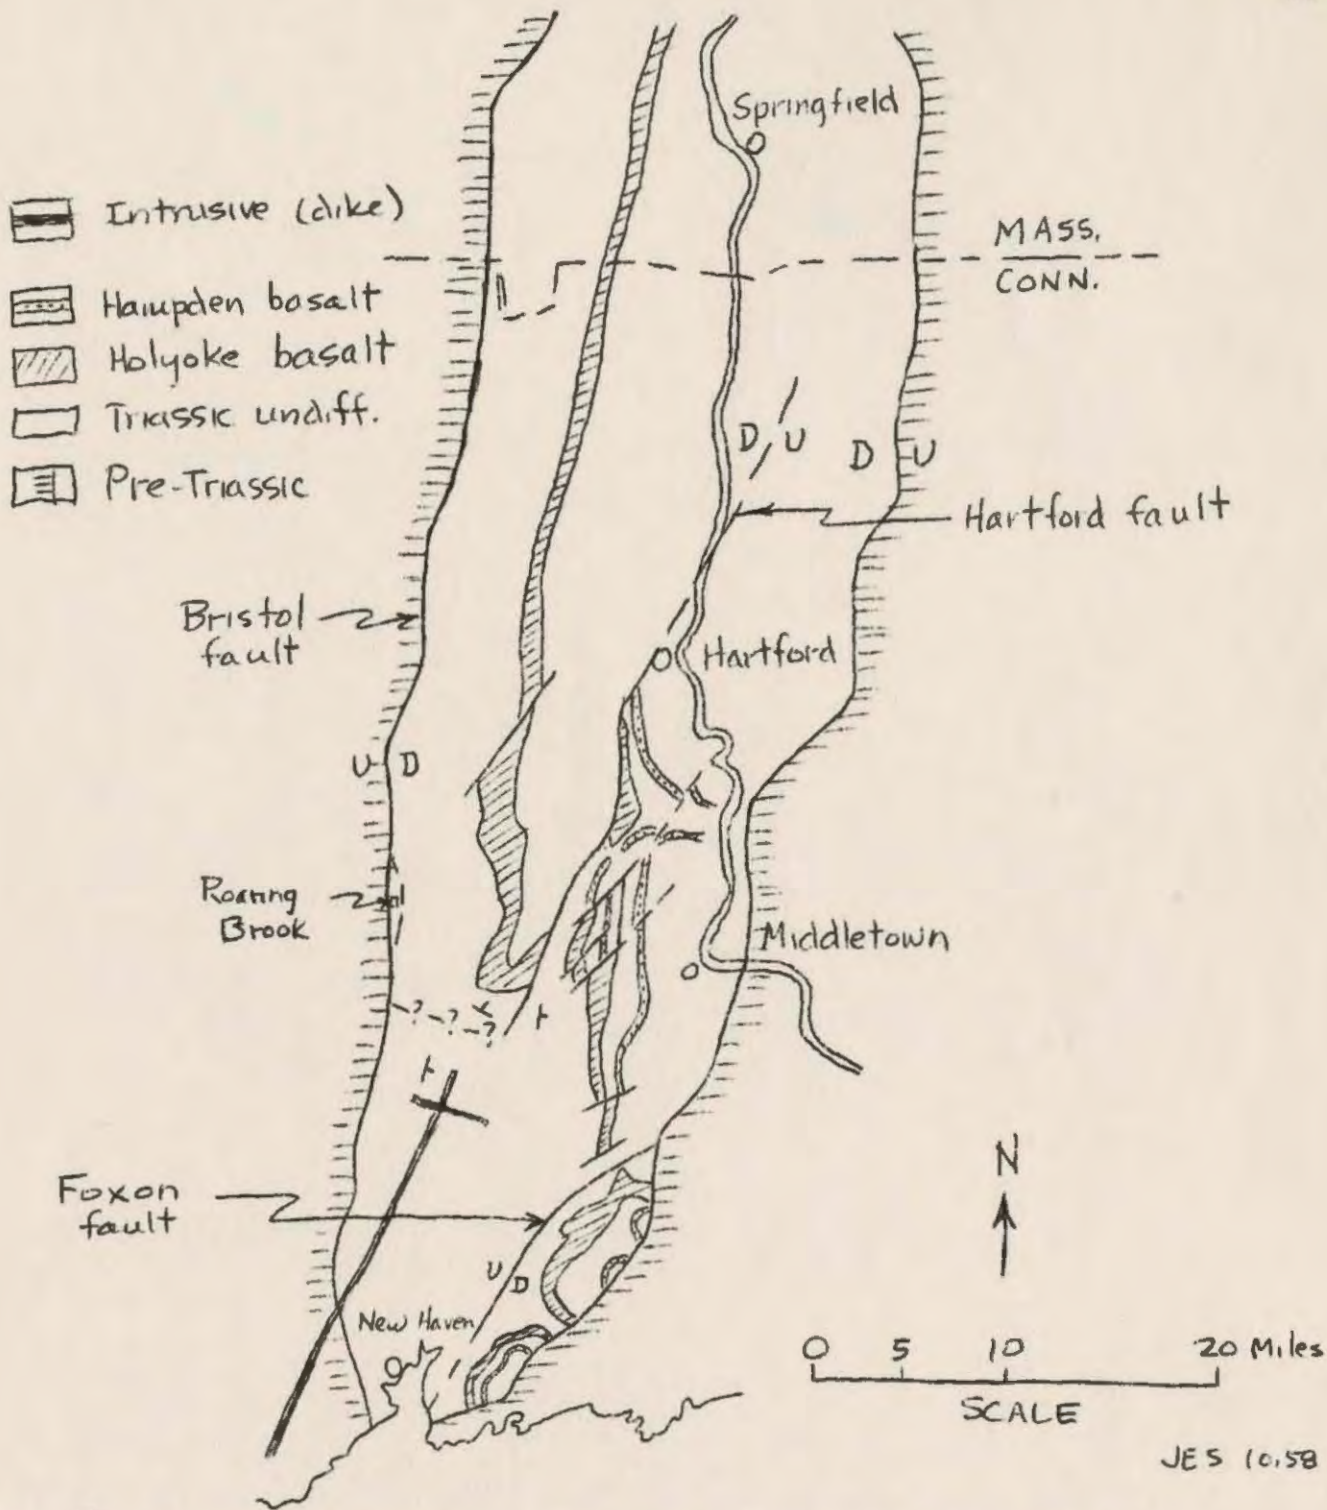 Springfield
Intrusive (dike)
MASS.
CONN.
Hampden basalt
Holyoke basalt
Triassic undiff.
Pre-Triassic
D U
D U
Hartford fault
Bristol
fault
Hartford
U D
Roaring
Brook
Middletown
-?-?-?
N
Foxon
fault
U D
New Haven
0 5 10 20 Miles
SCALE
JES 10.58